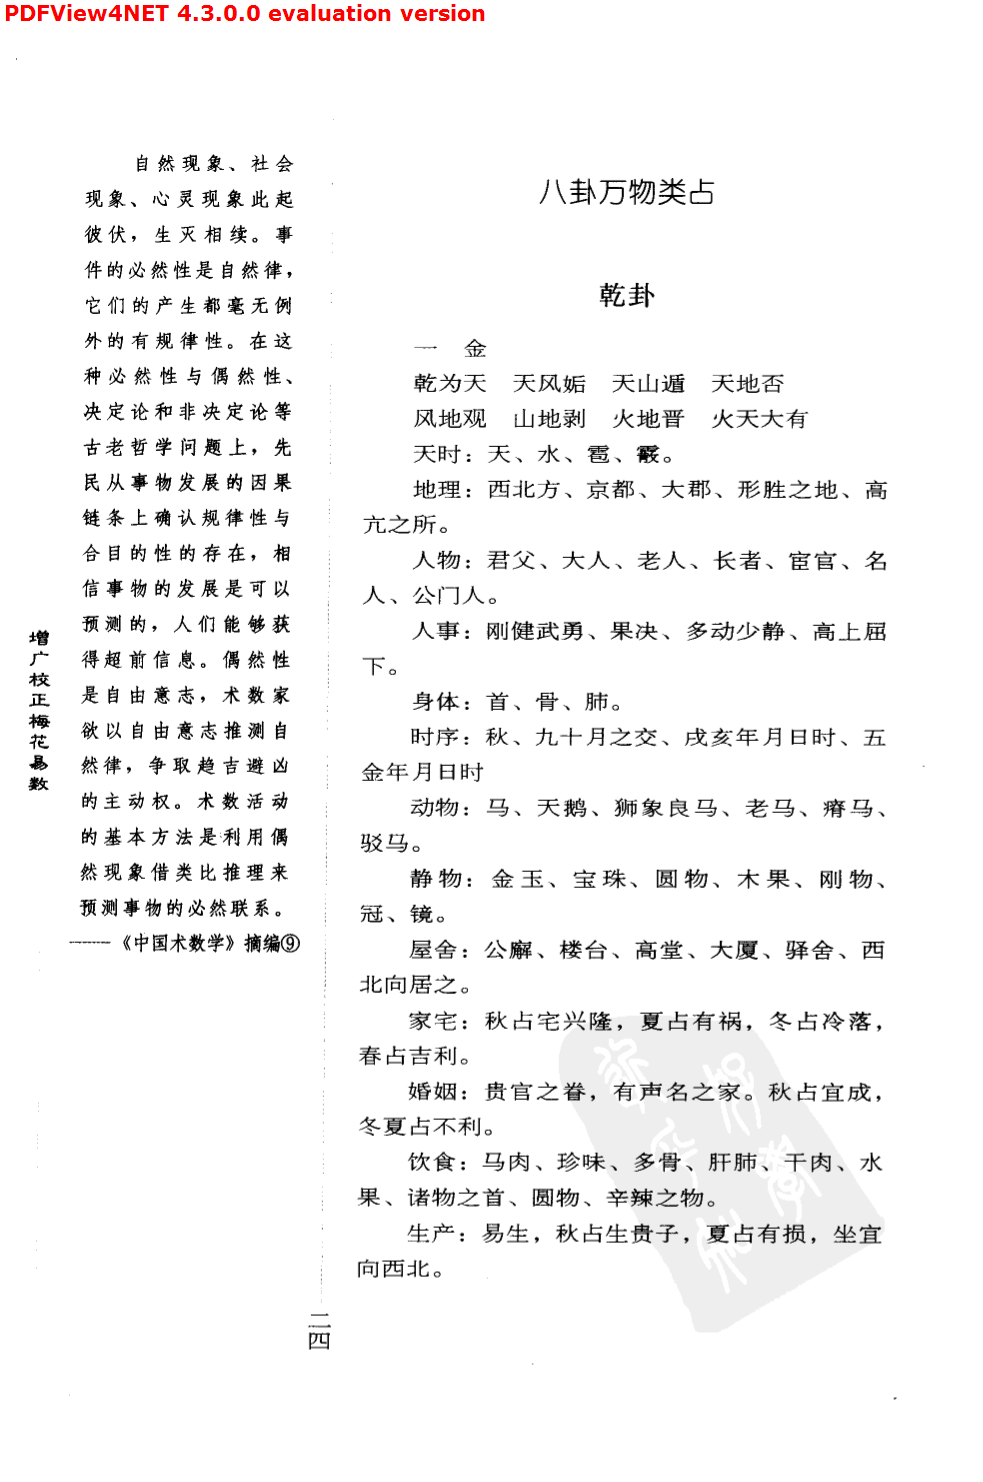 PDFView4NET 4.3.0.0 evaluation version
自然现象、社会
现象、心灵现象此起
彼伏，生灭相续。事
件的必然性是自然律，
它们的产生都毫无例
外的有规律性。在这
种必然性与偶然性、
决定论和非决定论等
古老哲学问题上，先
民从事物发展的因果
链条上确认规律性与
合目的性的存在，相
信事物的发展是可以
预测的，人们能够获
得超前信息。偶然性
是自由意志，术数家
欲以自由意志推测自
然律，争取趋吉避凶
的主动权。术数活动
的基本方法是利用偶
然现象借类比推理来
预测事物的必然联系。
——《中国术数学》摘编⑨
增广校正梅花易数
八卦万物类占
乾卦
一　金
乾为天　天风姤　天山遁　天地否
风地观　山地剥　火地晋　火天大有
天时：天、水、雹、霰。
地理：西北方、京都、大郡、形胜之地、高
亢之所。
人物：君父、大人、老人、长者、宦官、名
人、公门人。
人事：刚健武勇、果决、多动少静、高上屈
下。
身体：首、骨、肺。
时序：秋、九十月之交、戌亥年月日时、五
金年月日时
动物：马、天鹅、狮象良马、老马、瘠马、
驳马。
静物：金玉、宝珠、圆物、木果、刚物、
冠、镜。
屋舍：公廨、楼台、高堂、大厦、驿舍、西
北向居之。
家宅：秋占宅兴隆，夏占有祸，冬占冷落，
春占吉利。
婚姻：贵官之眷，有声名之家。秋占宜成，
冬夏占不利。
饮食：马肉、珍味、多骨、肝肺、干肉、水
果、诸物之首、圆物、辛辣之物。
生产：易生，秋占生贵子，夏占有损，坐宜
向西北。
二四